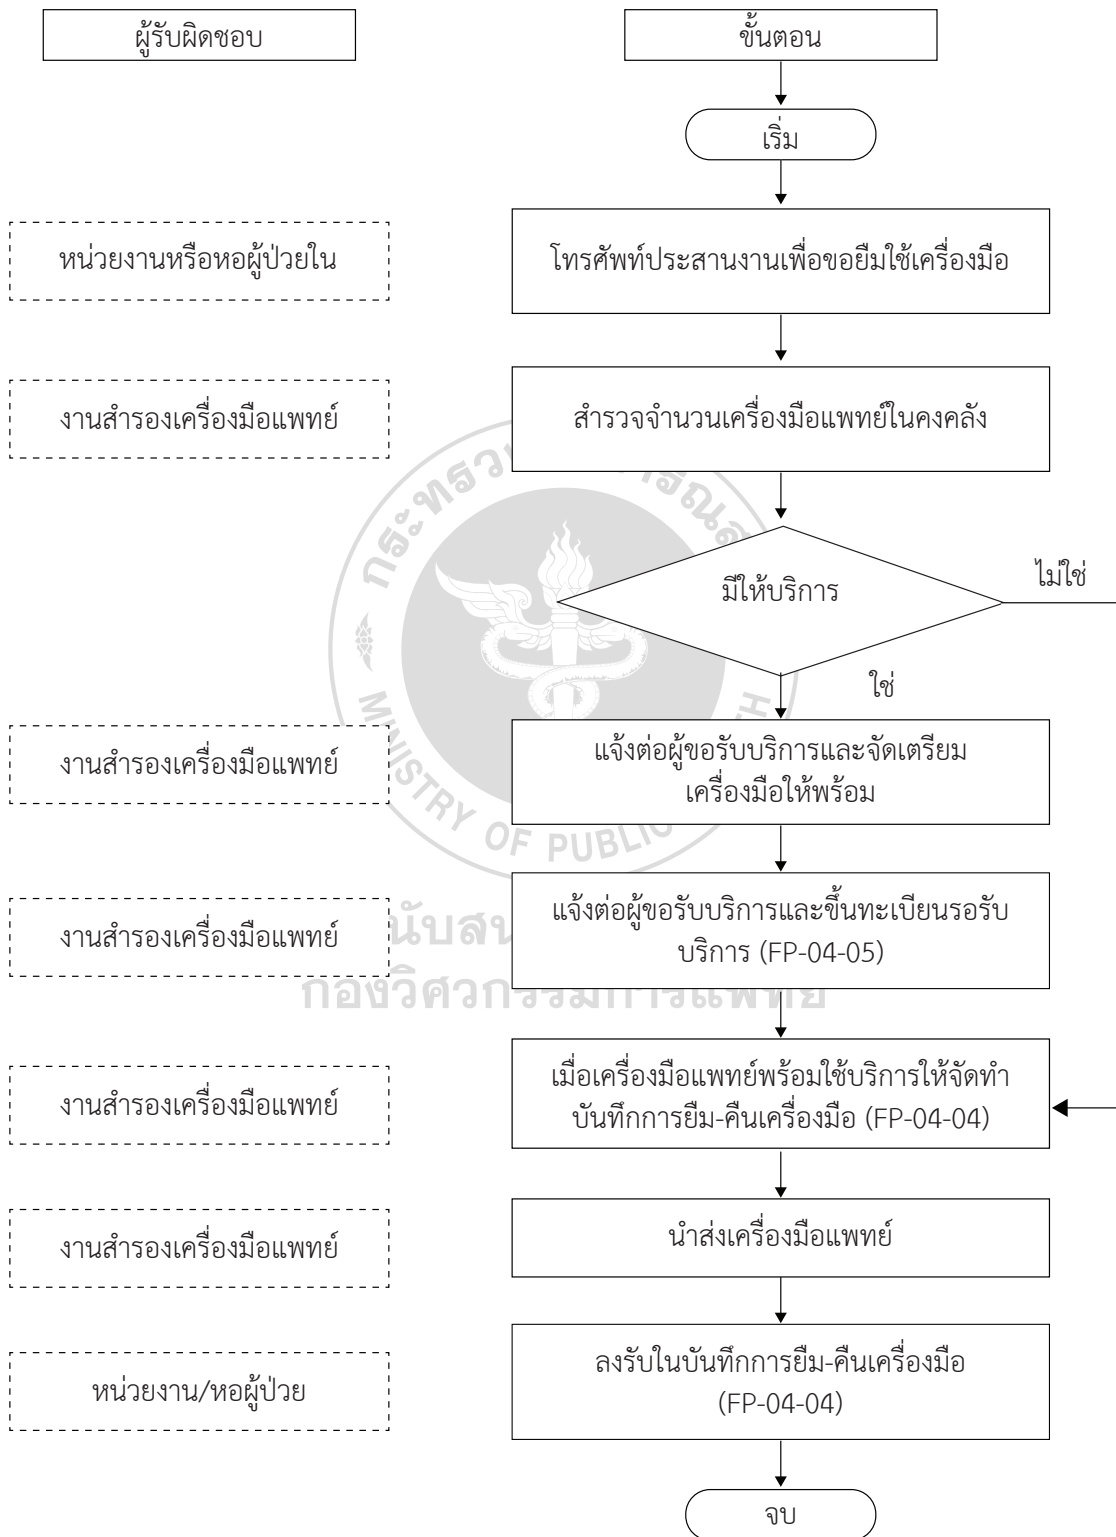 ผู้รับผิดชอบ
ขั้นตอน
เริ่ม
หน่วยงานหรือหอผู้ป่วยใน
โทรศัพท์ประสานงานเพื่อขอยืมใช้เครื่องมือ
งานสำรองเครื่องมือแพทย์
สำรวจจำนวนเครื่องมือแพทย์ในคงคลัง
มีให้บริการ
ไม่ใช่
ใช่
งานสำรองเครื่องมือแพทย์
แจ้งต่อผู้ขอรับบริการและจัดเตรียม
เครื่องมือให้พร้อม
งานสำรองเครื่องมือแพทย์
แจ้งต่อผู้ขอรับบริการและขึ้นทะเบียนรอรับ
บริการ (FP-04-05)
กองวิศวกรรมการแพทย์
งานสำรองเครื่องมือแพทย์
เมื่อเครื่องมือแพทย์พร้อมใช้บริการให้จัดทำ
บันทึกการยืม-คืนเครื่องมือ (FP-04-04)
งานสำรองเครื่องมือแพทย์
นำส่งเครื่องมือแพทย์
หน่วยงาน/หอผู้ป่วย
ลงรับในบันทึกการยืม-คืนเครื่องมือ
(FP-04-04)
จบ